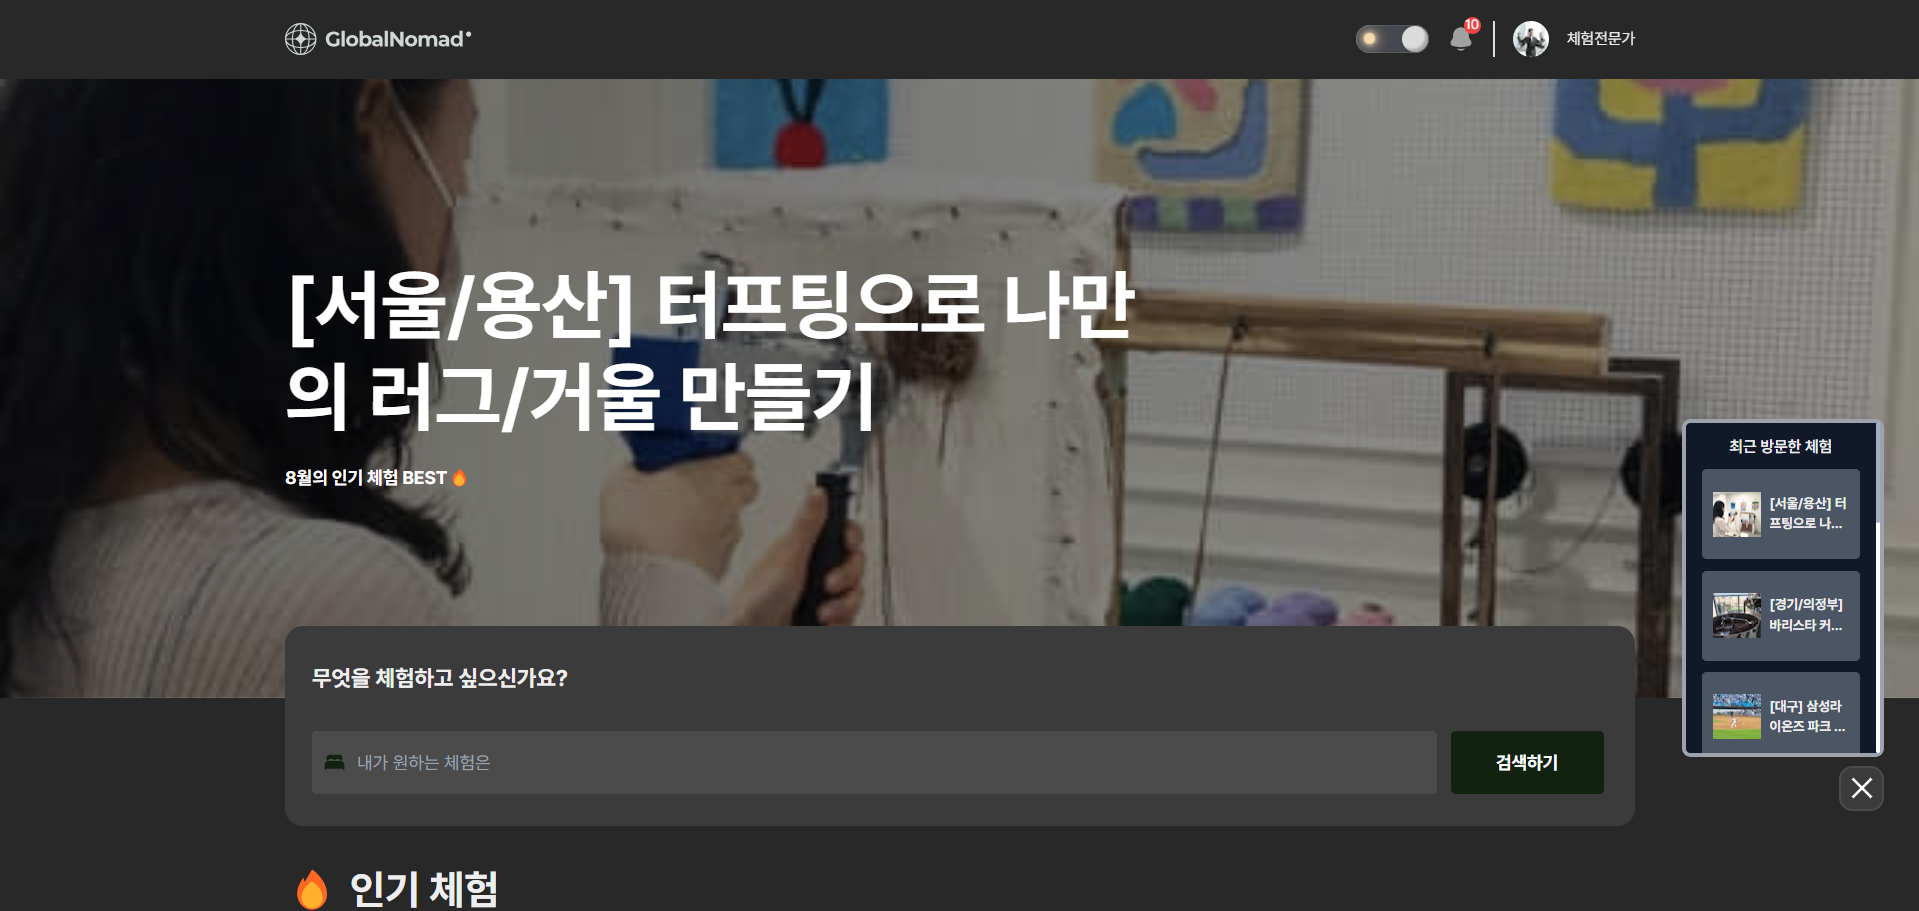 GlobalNomad
10
체험전문가
[서울/용산] 터프팅으로 나만
의 러그/거울 만들기
8월의 인기 체험 BEST
최근 방문한 체험
[서울/용산] 터
프팅으로 나...
[경기/의정부]
바리스타 커...
[대구] 삼성라
이온즈 파크 ...
무엇을 체험하고 싶으신가요?
내가 원하는 체험은
검색하기
인기 체험